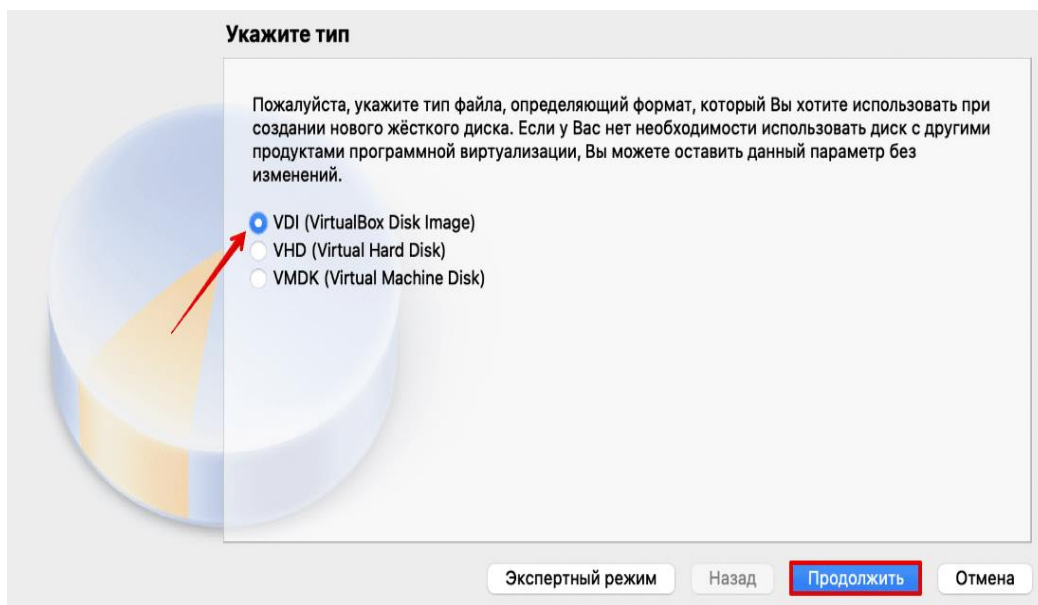 Укажите тип
Пожалуйста, укажите тип файла, определяющий формат, который Вы хотите использовать при
создании нового жёсткого диска. Если у Вас нет необходимости использовать диск с другими
продуктами программной виртуализации, Вы можете оставить данный параметр без
изменений.
VDI (VirtualBox Disk Image)
VHD (Virtual Hard Disk)
VMDK (Virtual Machine Disk)
Экспертный режим Назад Продолжить Отмена